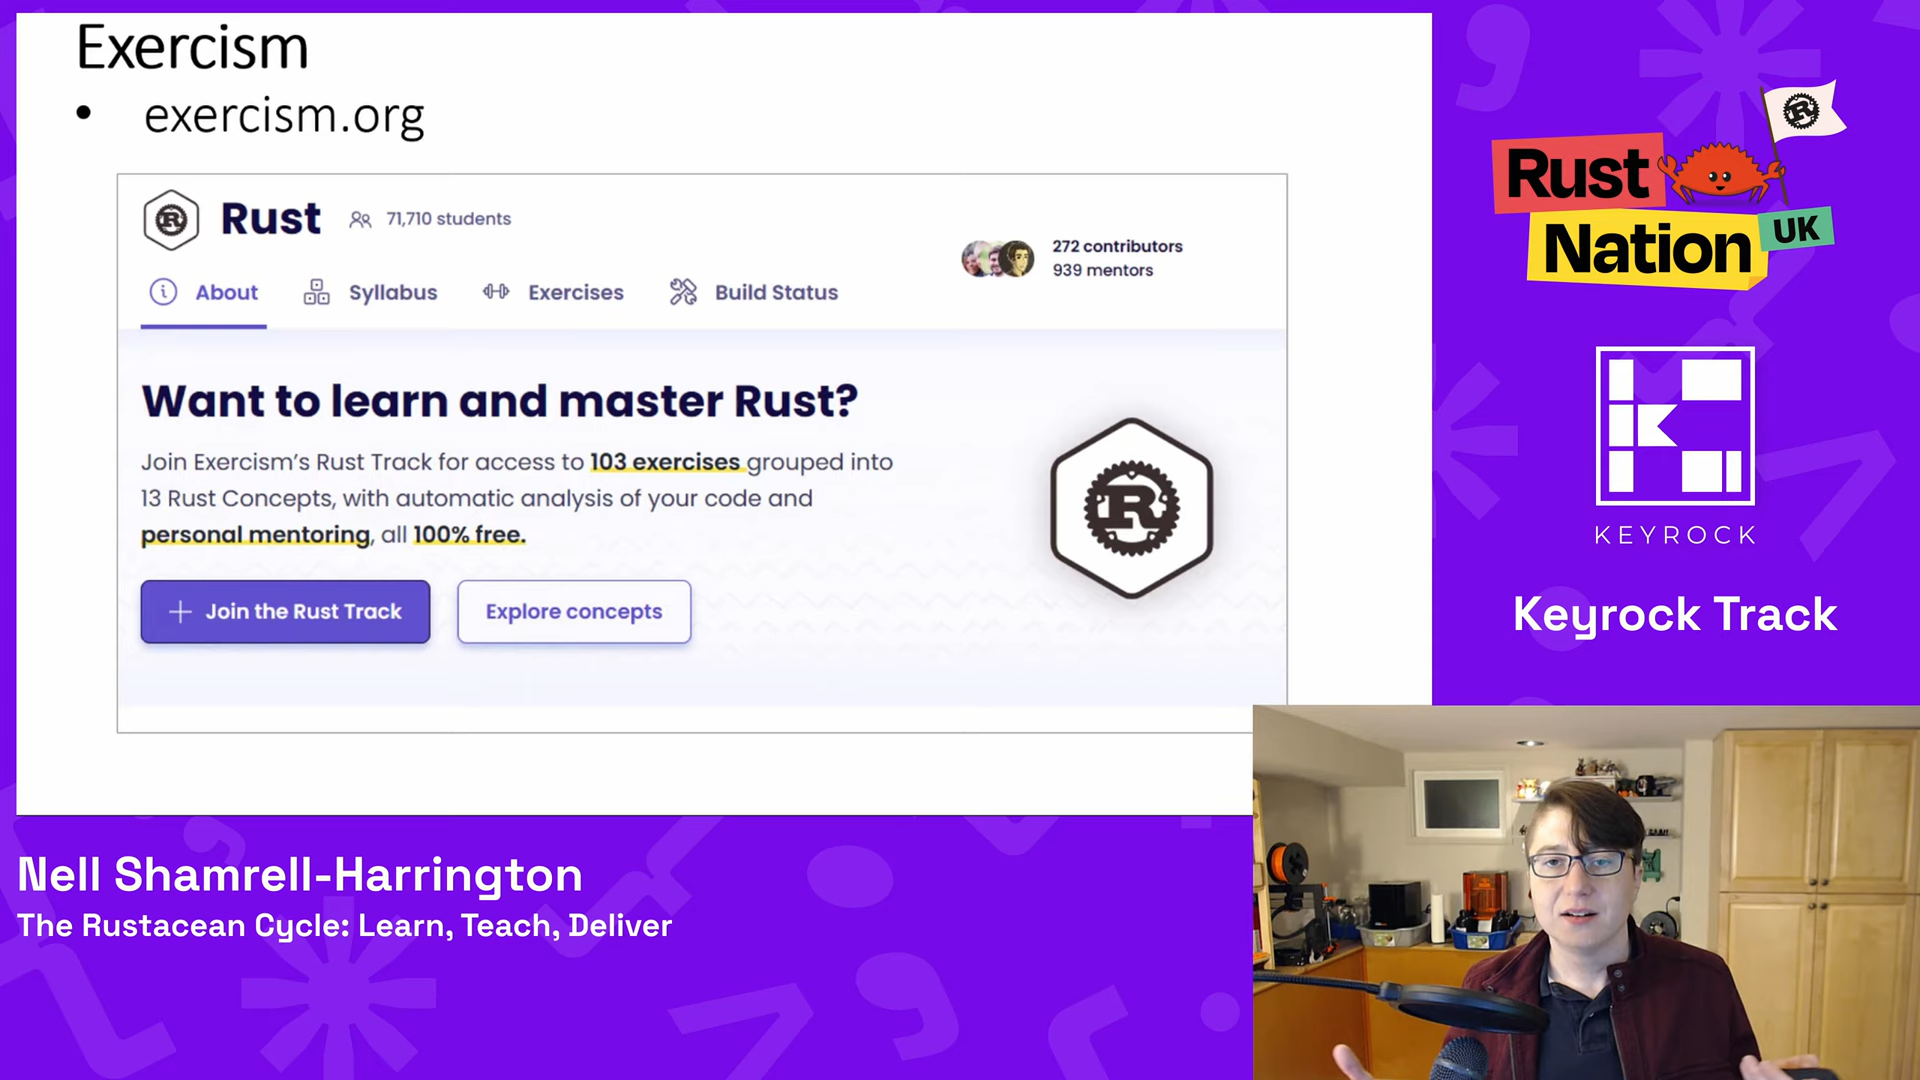 Exercism
• exercism.org
Rust
71,710 students
272 contributors
939 mentors
About
Syllabus
Exercises
Build Status
Want to learn and master Rust?
Join Exercism's Rust Track for access to 103 exercises grouped into
13 Rust Concepts, with automatic analysis of your code and
personal mentoring, all 100% free.
Join the Rust Track
Explore concepts
Rust
Nation
UK
KEYROCK
Keyrock Track
Nell Shamrell-Harrington
The Rustacean Cycle: Learn, Teach, Deliver